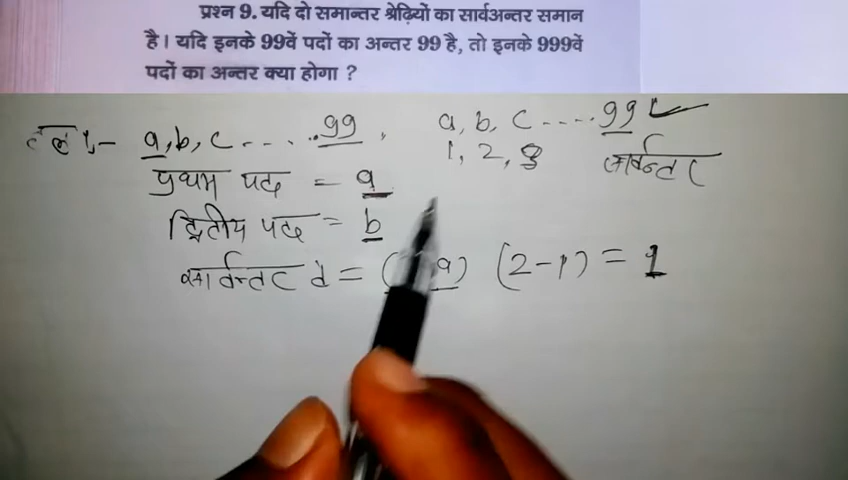 प्रश्न 9. यदि दो समान्तर श्रेढ़ियों का सार्वअन्तर समान
है। यदि इनके 99वें पदों का अन्तर 99 है, तो इनके 999वें
पदों का अन्तर क्या होगा ?
हल:- a, b, c - - - . . . 99 ,
a, b, c - - . . . . 99 ✓
1, 2, 3 सार्वन्तर
प्रथम पद = a
द्वितीय पद = b
सार्वन्तर d = ( a) (2-1) = 1